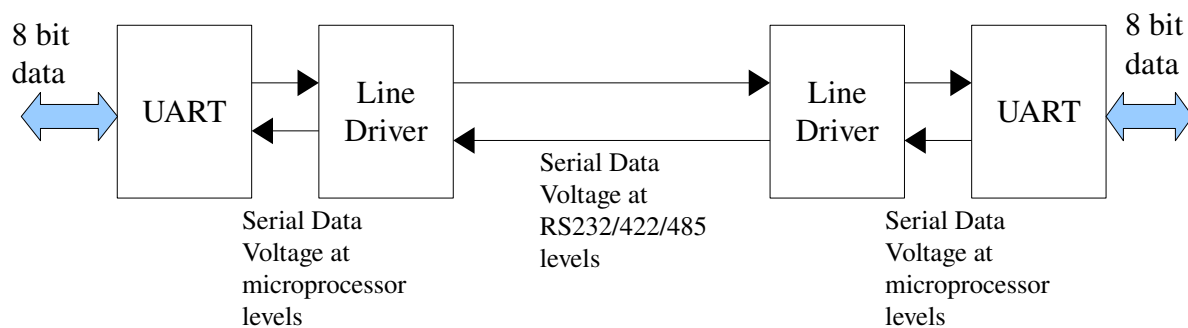 8 bit
data
UART
Line
Driver
Line
Driver
UART
8 bit
data
Serial Data
Voltage at
microprocessor
levels
Serial Data
Voltage at
RS232/422/485
levels
Serial Data
Voltage at
microprocessor
levels